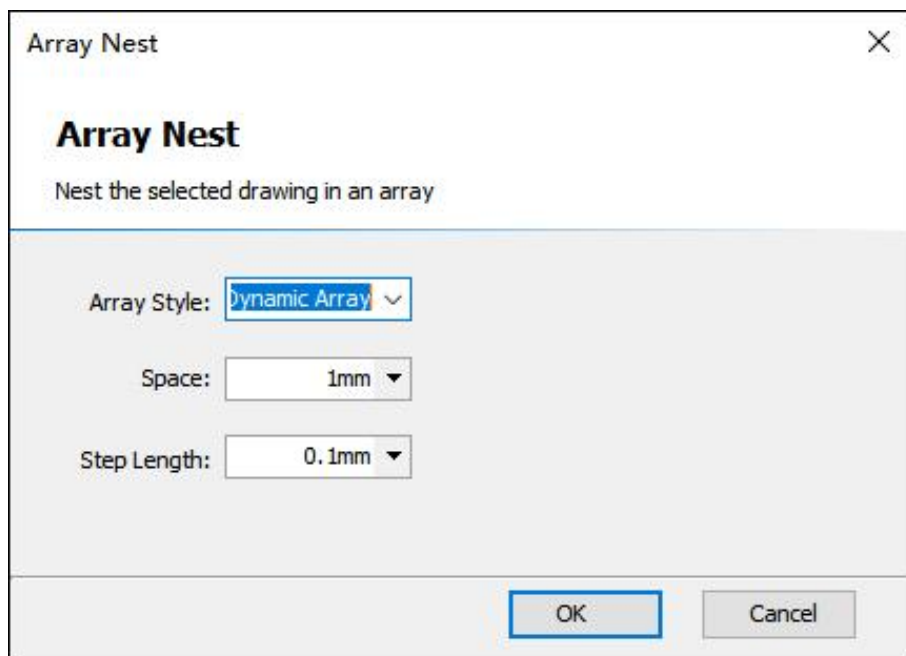 Array Nest
Array Nest
Nest the selected drawing in an array
Array Style: Dynamic Array
Space: 1mm
Step Length: 0.1mm
OK Cancel